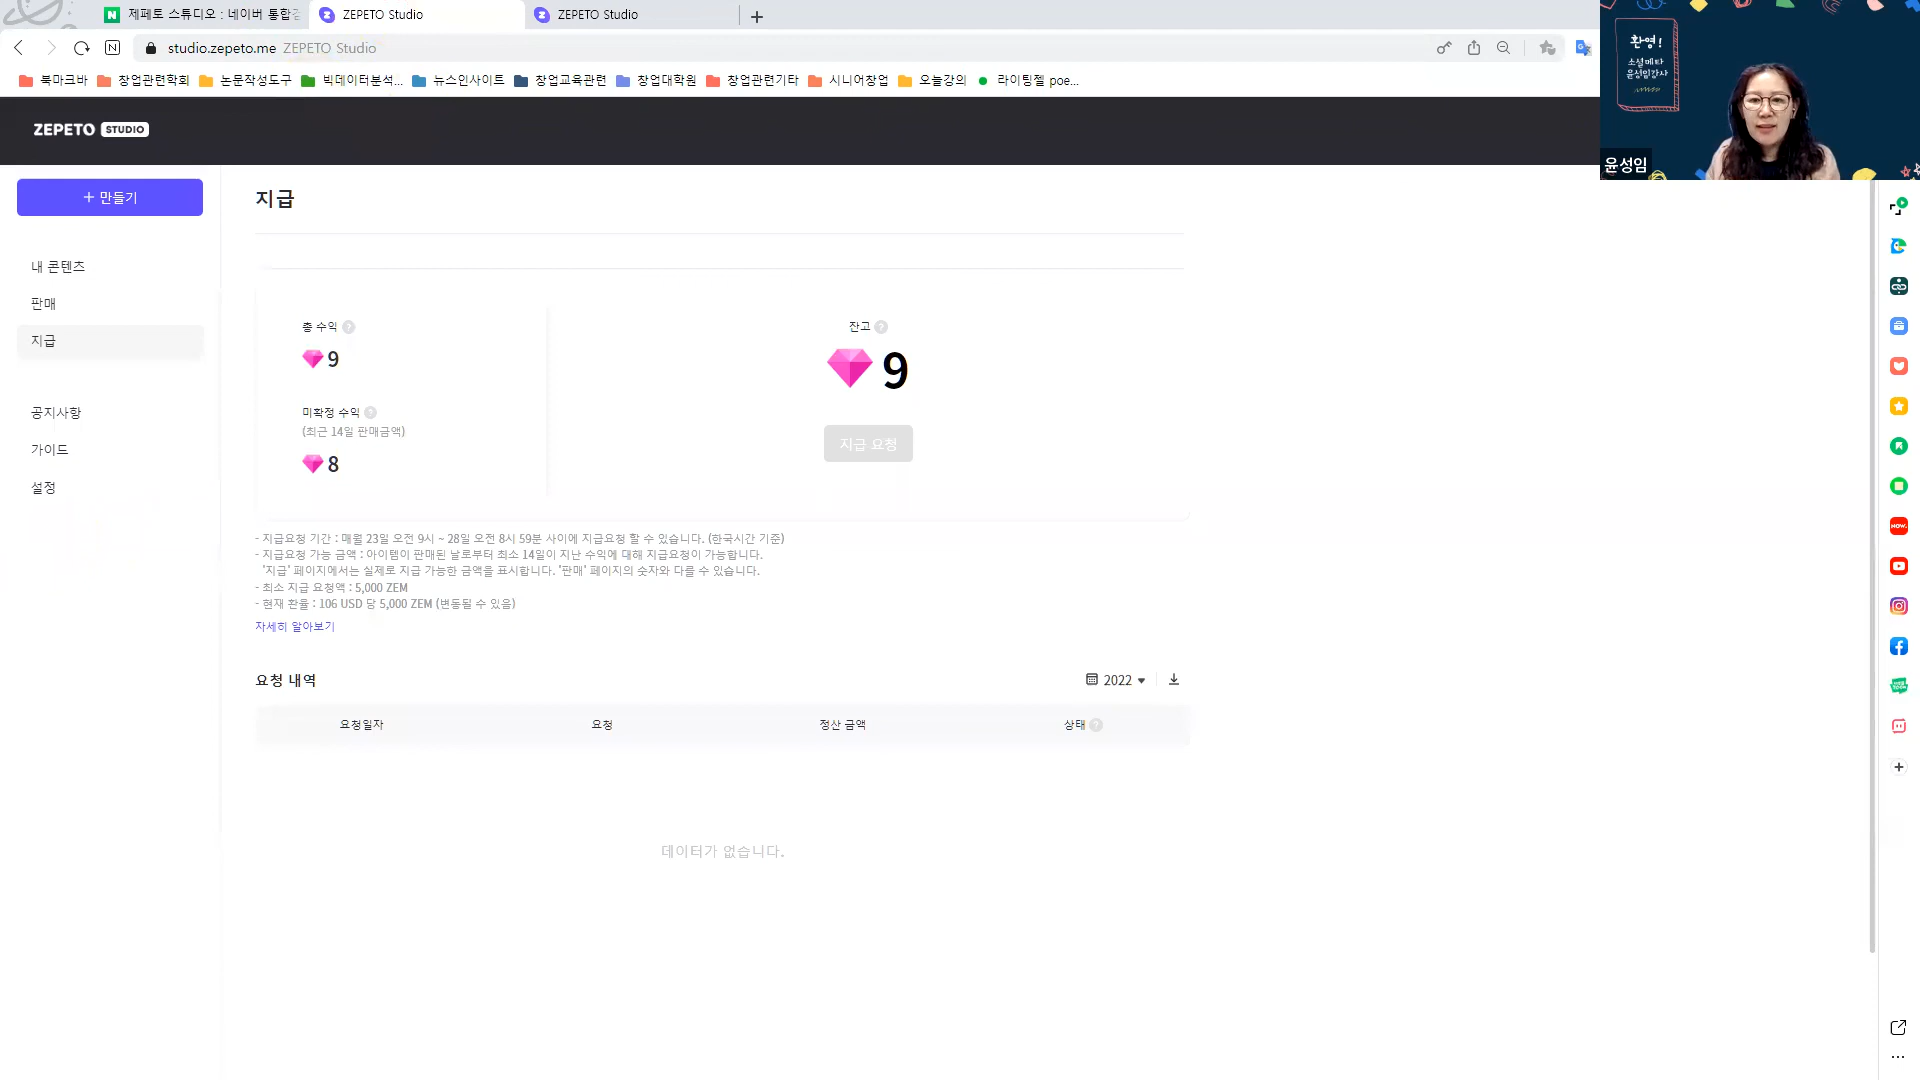 제페토 스튜디오 : 네이버 통합검
ZEPETO Studio
ZEPETO Studio
studio.zepeto.me ZEPETO Studio
북마크바 창업관련학회 논문작성도구 빅데이터분석... 뉴스인사이트 창업교육관련 창업대학원 창업관련기타 시니어창업 오늘강의 라이팅젤 poe...
환영!
소셜메타
윤성임강사
윤성임
ZEPETO STUDIO
+ 만들기
내 콘텐츠
판매
지급
공지사항
가이드
설정
지급
총 수익 ?
9
미확정 수익 ?
(최근 14일 판매금액)
8
잔고 ?
9
지급 요청
- 지급요청 기간 : 매월 23일 오전 9시 ~ 28일 오전 8시 59분 사이에 지급요청 할 수 있습니다. (한국시간 기준)
- 지급요청 가능 금액 : 아이템이 판매된 날로부터 최소 14일이 지난 수익에 대해 지급요청이 가능합니다.
'지급' 페이지에서는 실제로 지급 가능한 금액을 표시합니다. '판매' 페이지의 숫자와 다를 수 있습니다.
- 최소 지급 요청액 : 5,000 ZEM
- 현재 환율 : 106 USD 당 5,000 ZEM (변동될 수 있음)
자세히 알아보기
요청 내역
2022
요청일자 요청 정산 금액 상태 ?
데이터가 없습니다.
NOW.